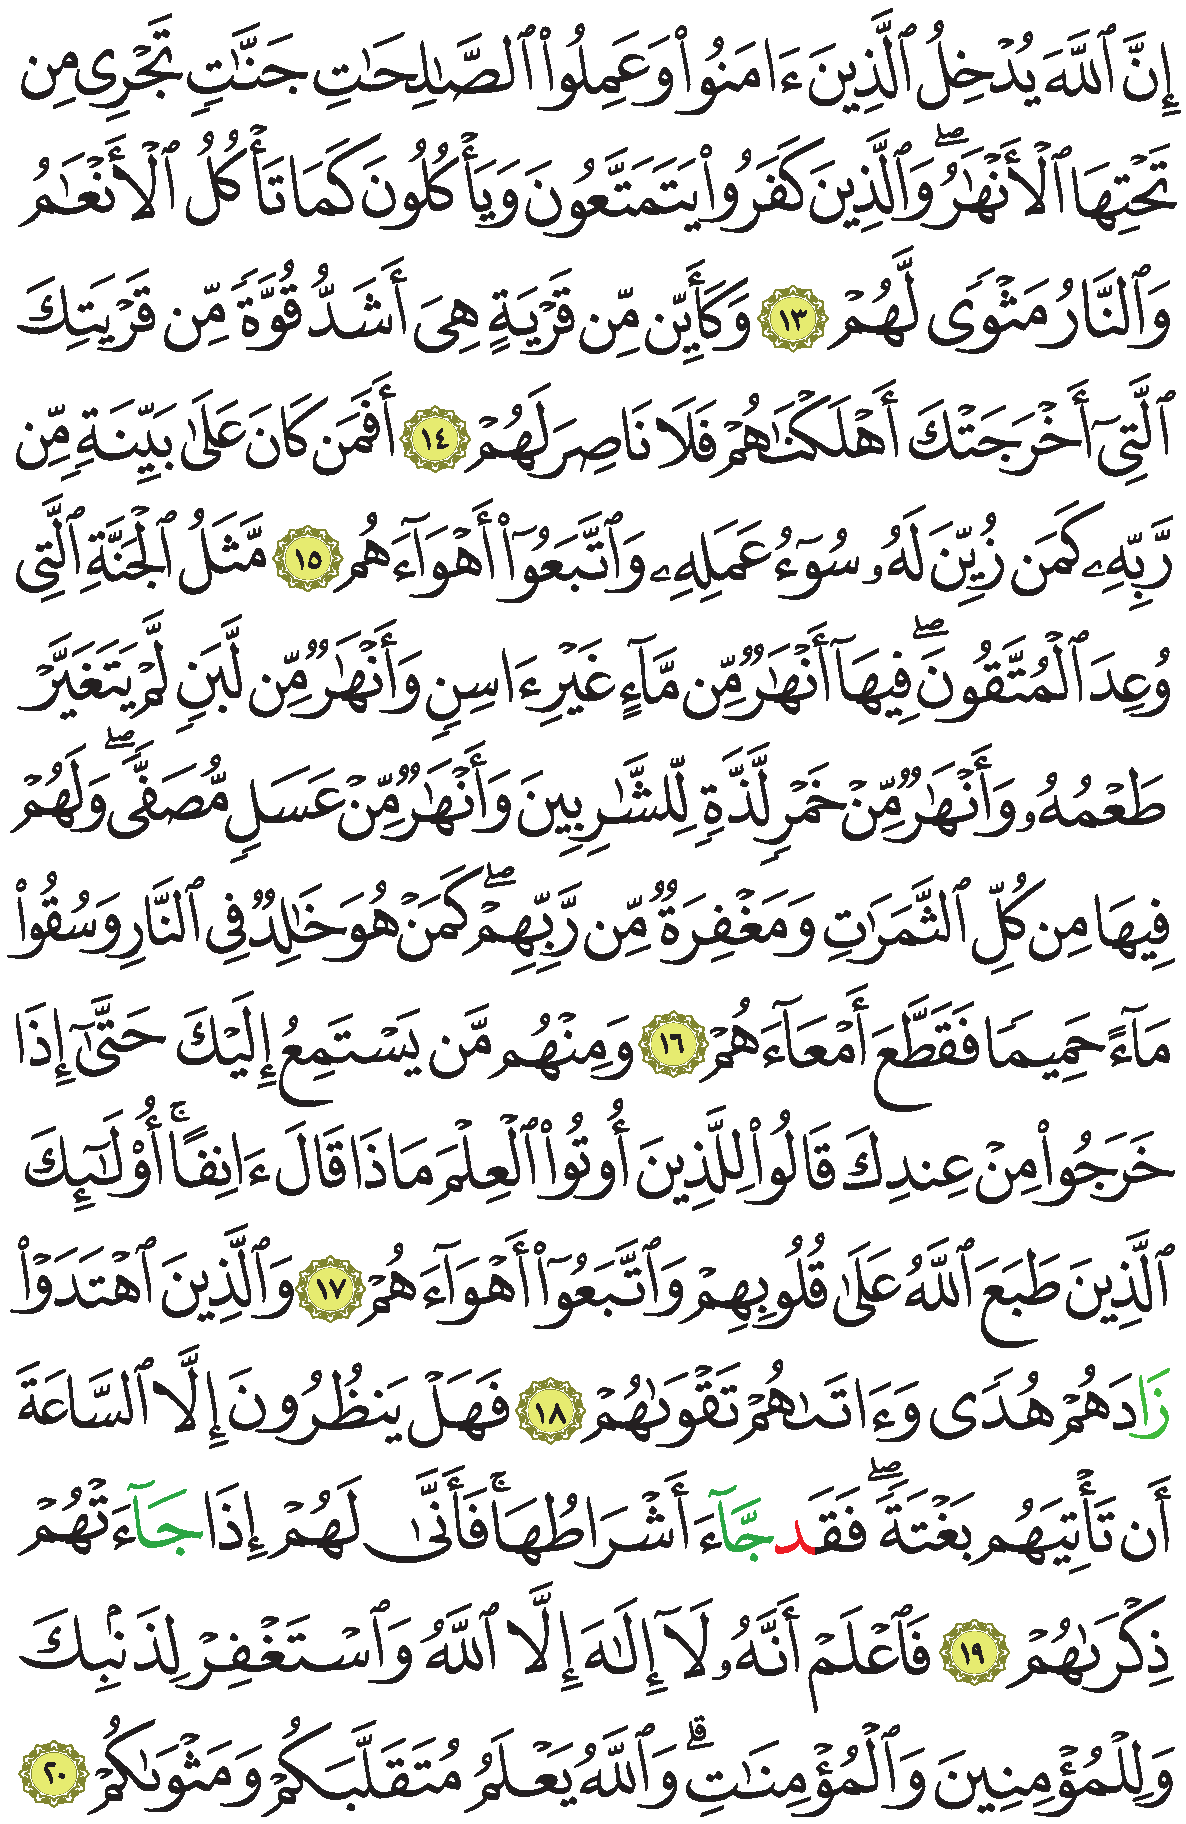 إِنَّ ٱللَّهَ يُدۡخِلُ ٱلَّذِينَ ءَامَنُواْ وَعَمِلُواْ ٱلصَّٰلِحَٰتِ جَنَّٰتٖ تَجۡرِي مِن
تَحۡتِهَا ٱلۡأَنۡهَٰرُۖ وَٱلَّذِينَ كَفَرُواْ يَتَمَتَّعُونَ وَيَأۡكُلُونَ كَمَا تَأۡكُلُ ٱلۡأَنۡعَٰمُ
وَٱلنَّارُ مَثۡوٗى لَّهُمۡ ١٣ وَكَأَيِّن مِّن قَرۡيَةٍ هِيَ أَشَدُّ قُوَّةٗ مِّن قَرۡيَتِكَ
ٱلَّتِيٓ أَخۡرَجَتۡكَ أَهۡلَكۡنَٰهُمۡ فَلَا نَاصِرَ لَهُمۡ ١٤ أَفَمَن كَانَ عَلَىٰ بَيِّنَةٖ مِّن
رَّبِّهِۦ كَمَن زُيِّنَ لَهُۥ سُوٓءُ عَمَلِهِۦ وَٱتَّبَعُوٓاْ أَهۡوَآءَهُم ١٥ مَّثَلُ ٱلۡجَنَّةِ ٱلَّتِي
وُعِدَ ٱلۡمُتَّقُونَۖ فِيهَآ أَنۡهَٰرٞ مِّن مَّآءٍ غَيۡرِ ءَاسِنٖ وَأَنۡهَٰرٞ مِّن لَّبَنٖ لَّمۡ يَتَغَيَّرۡ
طَعۡمُهُۥ وَأَنۡهَٰرٞ مِّنۡ خَمۡرٖ لَّذَّةٖ لِّلشَّٰرِبِينَ وَأَنۡهَٰرٞ مِّنۡ عَسَلٖ مُّصَفّٗىۖ وَلَهُمۡ
فِيهَا مِن كُلِّ ٱلثَّمَرَٰتِ وَمَغۡفِرَةٞ مِّن رَّبِّهِمۡۖ كَمَنۡ هُوَ خَٰلِدٞ فِي ٱلنَّارِ وَسُقُواْ
مَآءً حَمِيمٗا فَقَطَّعَ أَمۡعَآءَهُمۡ ١٦ وَمِنۡهُم مَّن يَسۡتَمِعُ إِلَيۡكَ حَتَّىٰٓ إِذَا
خَرَجُواْ مِنۡ عِندِكَ قَالُواْ لِلَّذِينَ أُوتُواْ ٱلۡعِلۡمَ مَاذَا قَالَ ءَانِفًاۚ أُوْلَٰٓئِكَ
ٱلَّذِينَ طَبَعَ ٱللَّهُ عَلَىٰ قُلُوبِهِمۡ وَٱتَّبَعُوٓاْ أَهۡوَآءَهُمۡ ١٧ وَٱلَّذِينَ ٱهۡتَدَوۡاْ
زَادَهُمۡ هُدٗى وَءَاتَىٰهُمۡ تَقۡوَىٰهُمۡ ١٨ فَهَلۡ يَنظُرُونَ إِلَّا ٱلسَّاعَةَ
أَن تَأۡتِيَهُم بَغۡتَةٗۖ فَقَد جَّآءَ أَشۡرَاطُهَاۚ فَأَنَّىٰ لَهُمۡ إِذَا جَآءَتۡهُمۡ
ذِكۡرَىٰهُمۡ ١٩ فَٱعۡلَمۡ أَنَّهُۥ لَآ إِلَٰهَ إِلَّا ٱللَّهُ وَٱسۡتَغۡفِرۡ لِذَنۢبِكَ
وَلِلۡمُؤۡمِنِينَ وَٱلۡمُؤۡمِنَٰتِۗ وَٱللَّهُ يَعۡلَمُ مُتَقَلَّبَكُمۡ وَمَثۡوَىٰكُمۡ ٢٠